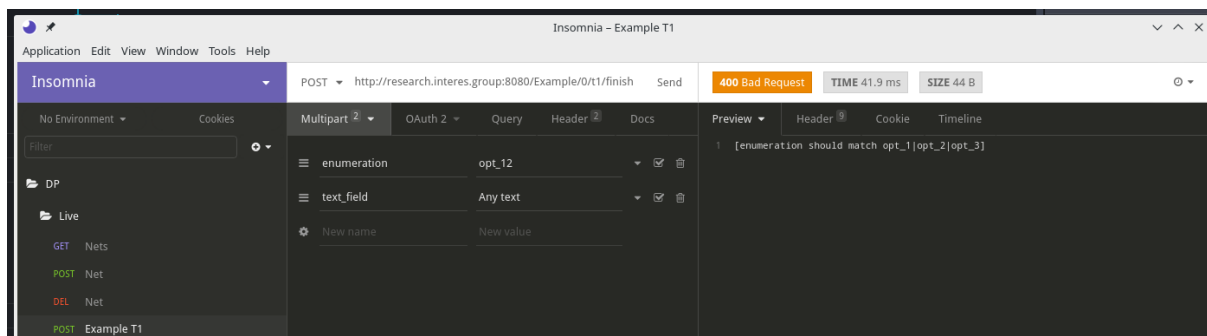 Insomnia – Example T1
Application Edit View Window Tools Help
Insomnia
POST http://research.interes.group:8080/Example/0/t1/finish Send
400 Bad Request TIME 41.9 ms SIZE 44 B
No Environment Cookies
Multipart 2 OAuth 2 Query Header 2 Docs
Preview Header 9 Cookie Timeline
Filter
1 [enumeration should match opt_1|opt_2|opt_3]
enumeration opt_12
DP
text_field Any text
Live
New name New value
GET Nets
POST Net
DEL Net
POST Example T1